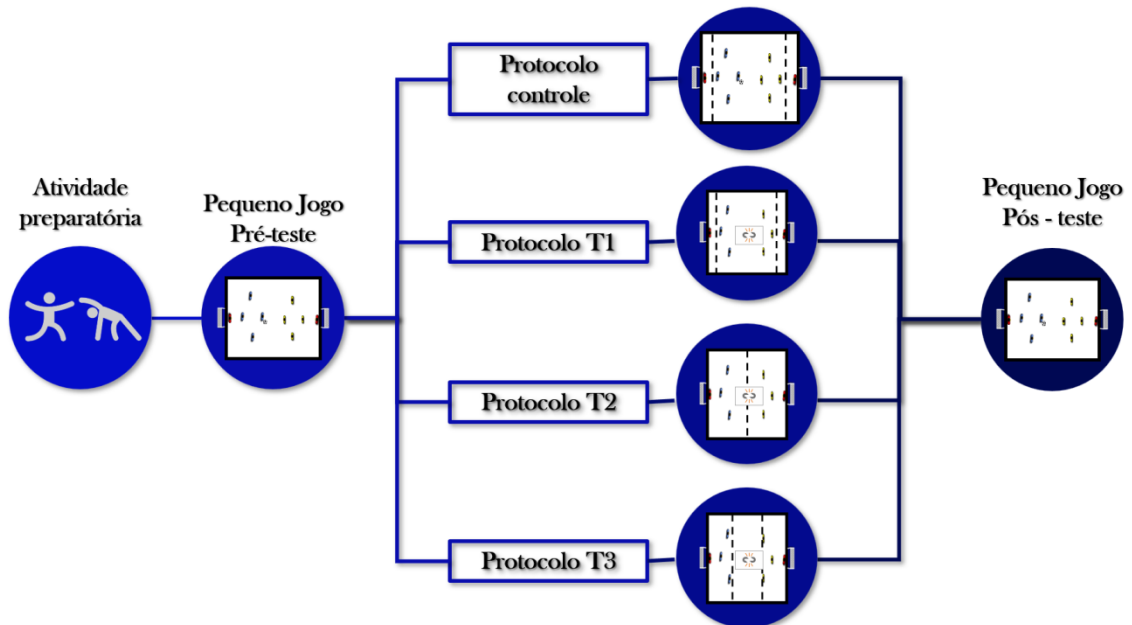 Atividade
preparatória
Pequeno Jogo
Pré-teste
Protocolo
controle
Protocolo T1
Protocolo T2
Protocolo T3
Pequeno Jogo
Pós - teste